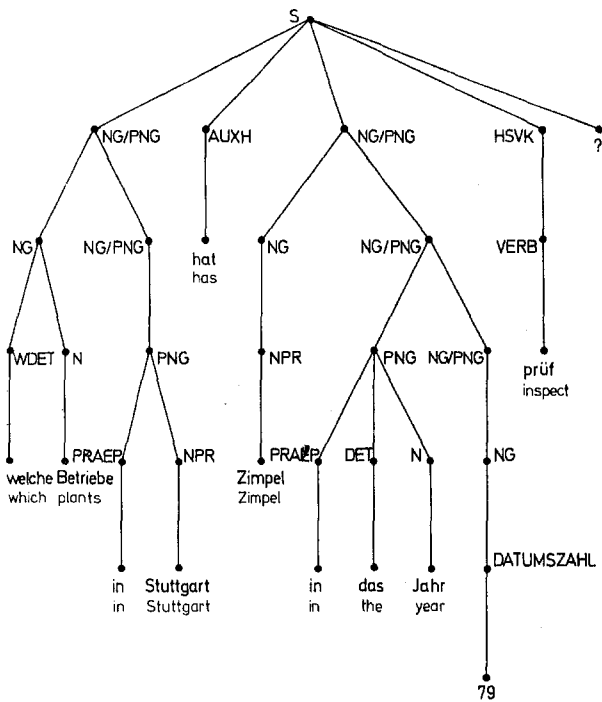 S
NG/PNG AUXH NG/PNG HSVK ?
NG NG/PNG hat NG NG/PNG VERB
has
WDET N PNG NPR PNG NG/PNG prüf
inspect
welche Betriebe PRAEP NPR Zimpel PRAEP DET N NG
which plants Zimpel
in Stuttgart in das Jahr DATUMSZAHL
in Stuttgart in the year
79